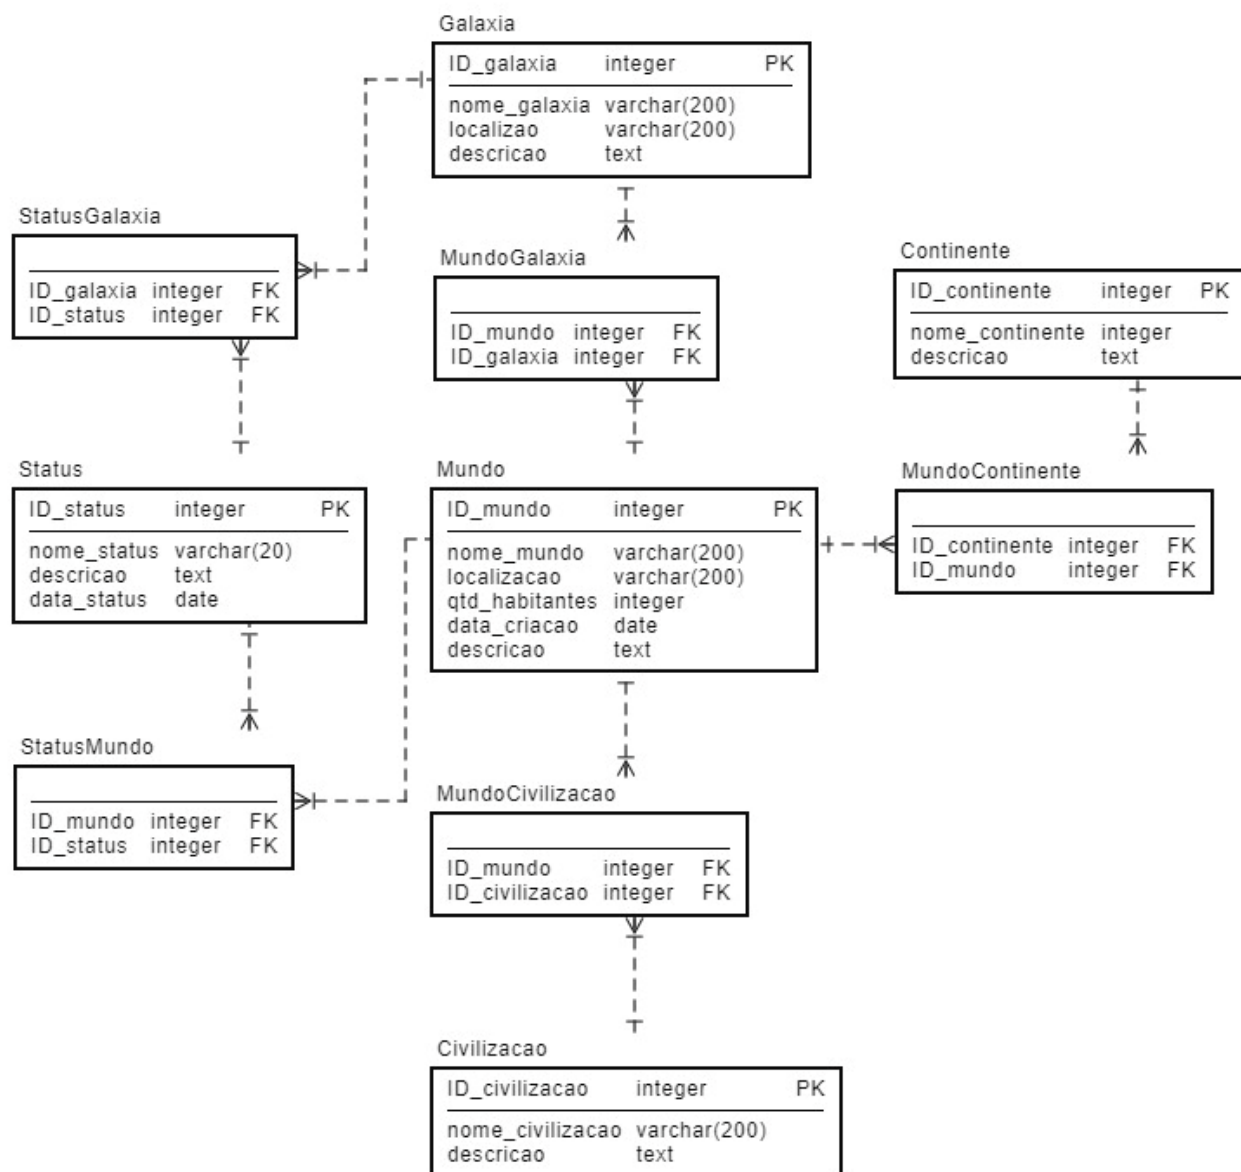 Galaxia
ID_galaxia integer PK
nome_galaxia varchar(200)
localizao varchar(200)
descricao text
StatusGalaxia
ID_galaxia integer FK
ID_status integer FK
MundoGalaxia
ID_mundo integer FK
ID_galaxia integer FK
Continente
ID_continente integer PK
nome_continente integer
descricao text
Status
ID_status integer PK
nome_status varchar(20)
descricao text
data_status date
Mundo
ID_mundo integer PK
nome_mundo varchar(200)
localizacao varchar(200)
qtd_habitantes integer
data_criacao date
descricao text
MundoContinente
ID_continente integer FK
ID_mundo integer FK
StatusMundo
ID_mundo integer FK
ID_status integer FK
MundoCivilizacao
ID_mundo integer FK
ID_civilizacao integer FK
Civilizacao
ID_civilizacao integer PK
nome_civilizacao varchar(200)
descricao text